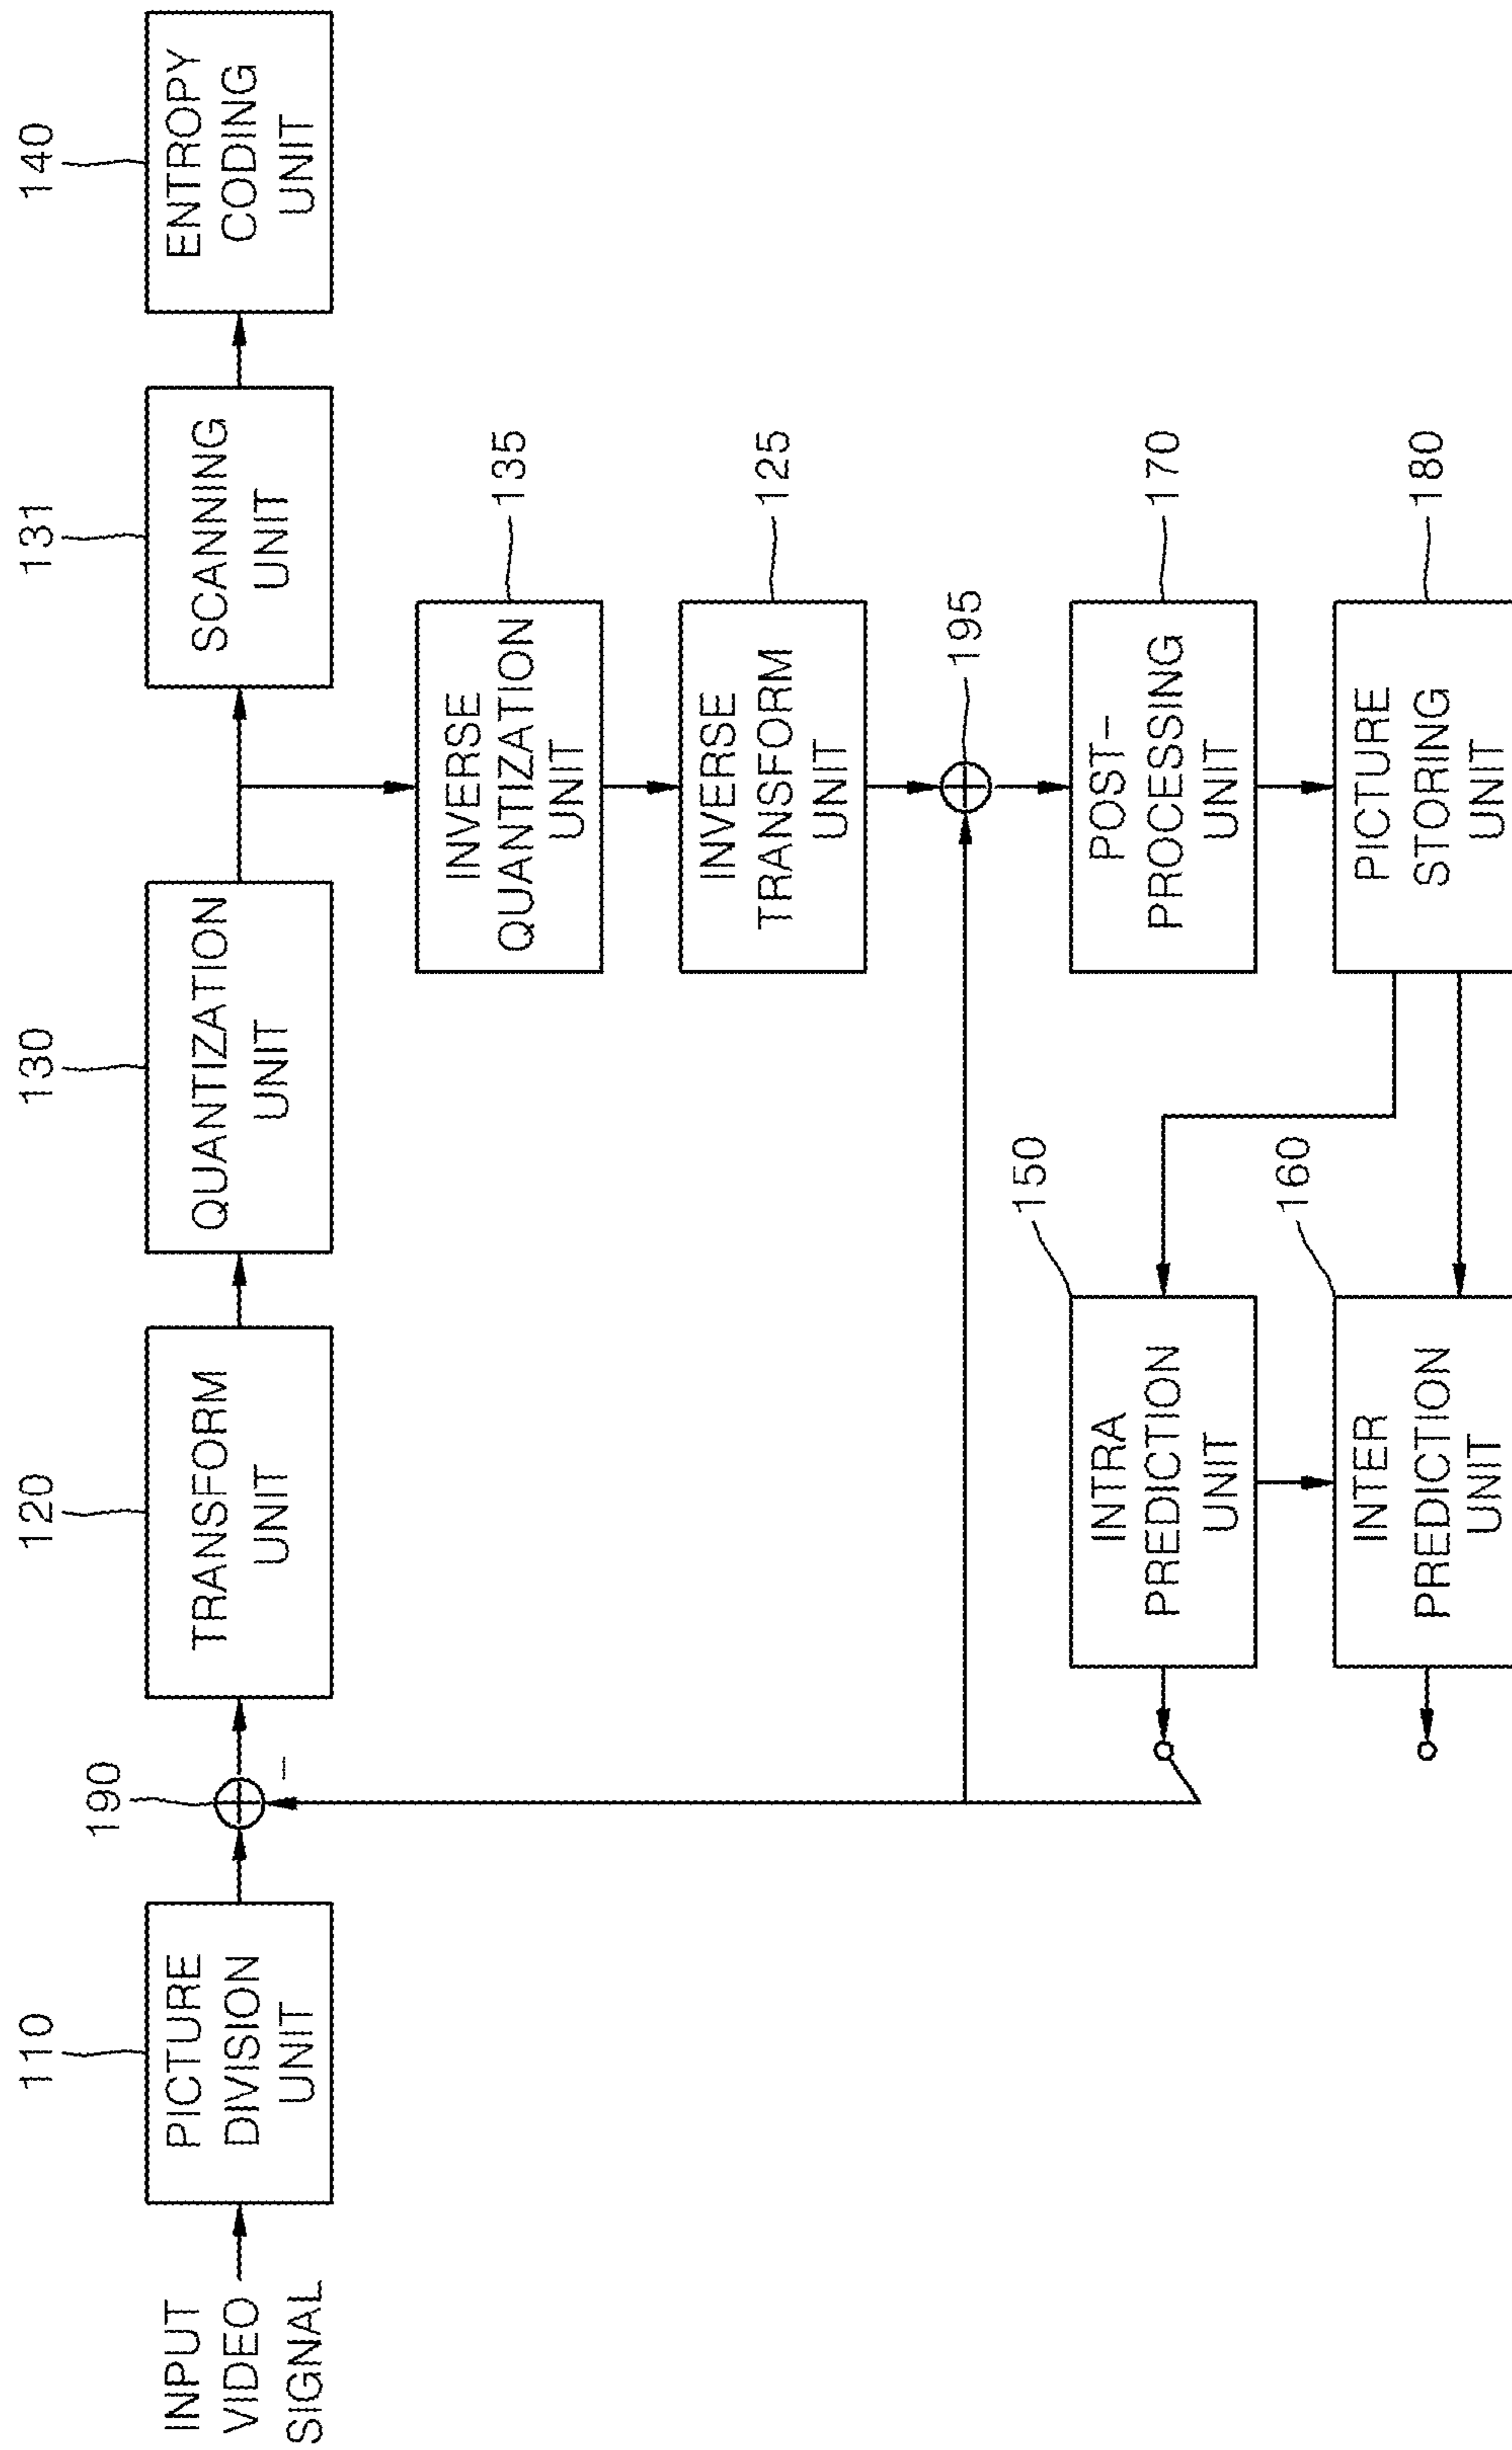 110
120
130
131
140
INPUT
VIDEO
SIGNAL
PICTURE
DIVISION
UNIT
190
−
TRANSFORM
UNIT
QUANTIZATION
UNIT
SCANNING
UNIT
ENTROPY
CODING
UNIT
INVERSE
QUANTIZATION
UNIT
135
INVERSE
TRANSFORM
UNIT
125
195
150
INTRA
PREDICTION
UNIT
POST-
PROCESSING
UNIT
170
160
INTER
PREDICTION
UNIT
PICTURE
STORING
UNIT
180